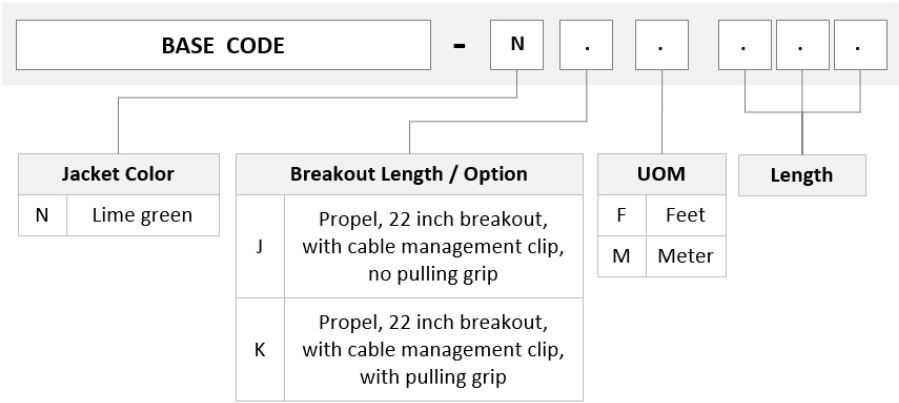 BASE CODE - N . . . . .
Jacket Color
N Lime green
Breakout Length / Option
J
Propel, 22 inch breakout,
with cable management clip,
no pulling grip
K
Propel, 22 inch breakout,
with cable management clip,
with pulling grip
UOM
F Feet
M Meter
Length